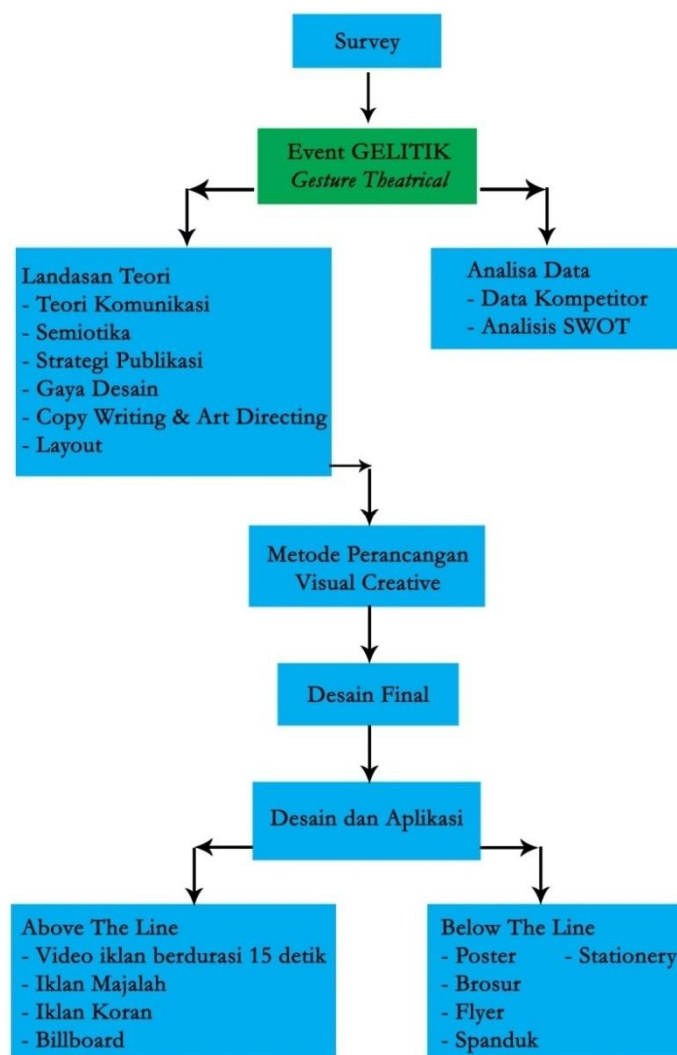 Survey
Event GELITIK
Gesture Theatrical
Landasan Teori
- Teori Komunikasi
- Semiotika
- Strategi Publikasi
- Gaya Desain
- Copy Writing & Art Directing
- Layout
Analisa Data
- Data Kompetitor
- Analisis SWOT
Metode Perancangan
Visual Creative
Desain Final
Desain dan Aplikasi
Above The Line
- Video iklan berdurasi 15 detik
- Iklan Majalah
- Iklan Koran
- Billboard
Below The Line
- Poster - Stationery
- Brosur
- Flyer
- Spanduk